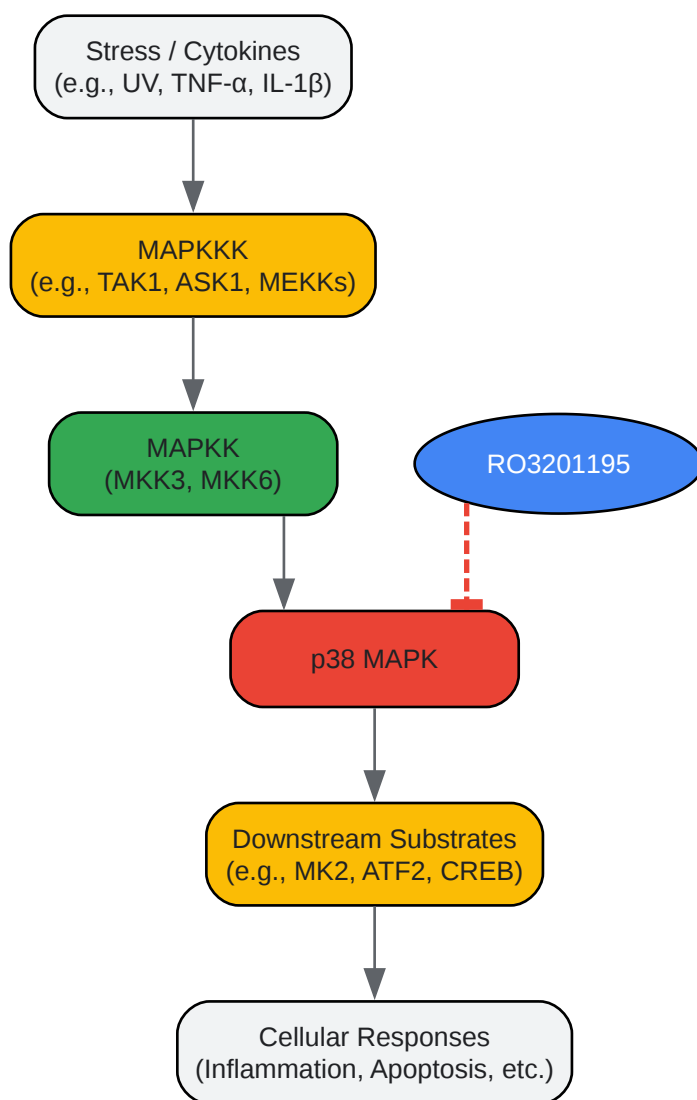 Stress / Cytokines
(e.g., UV, TNF-α, IL-1β)
MAPKKK
(e.g., TAK1, ASK1, MEKKs)
MAPKK
(MKK3, MKK6)
RO3201195
p38 MAPK
Downstream Substrates
(e.g., MK2, ATF2, CREB)
Cellular Responses
(Inflammation, Apoptosis, etc.)